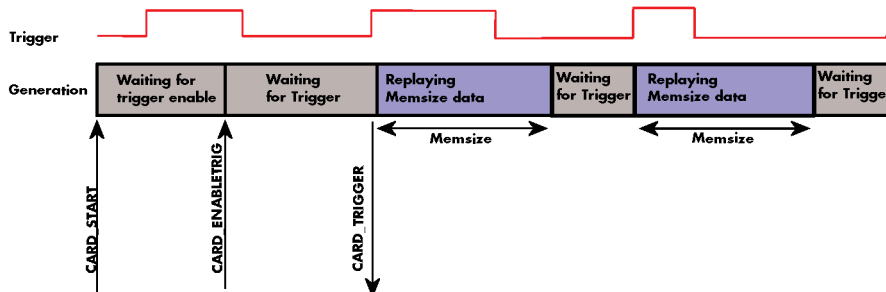 Trigger
Generation
Waiting for
trigger enable
Waiting
for Trigger
Replaying
Memsize data
Waiting
for Trigger
Replaying
Memsize data
Waiting
for Trigge
Memsize
Memsize
CARD_START
CARD_ENABLETRIG
CARD_TRIGGER